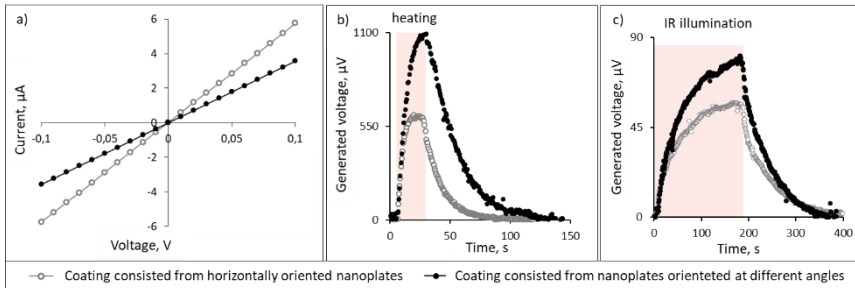 a)
Current, µA
6
4
2
0
-2
-4
-6
-0,1
-0,05
0
0,05
0,1
Voltage, V
b)
heating
Generated voltage, µV
1100
550
0
0
50
100
150
Time, s
c)
IR illumination
Generated voltage, µV
90
45
0
0
100
200
300
400
Time, s
Coating consisted from horizontally oriented nanoplates
Coating consisted from nanoplates orienteted at different angles